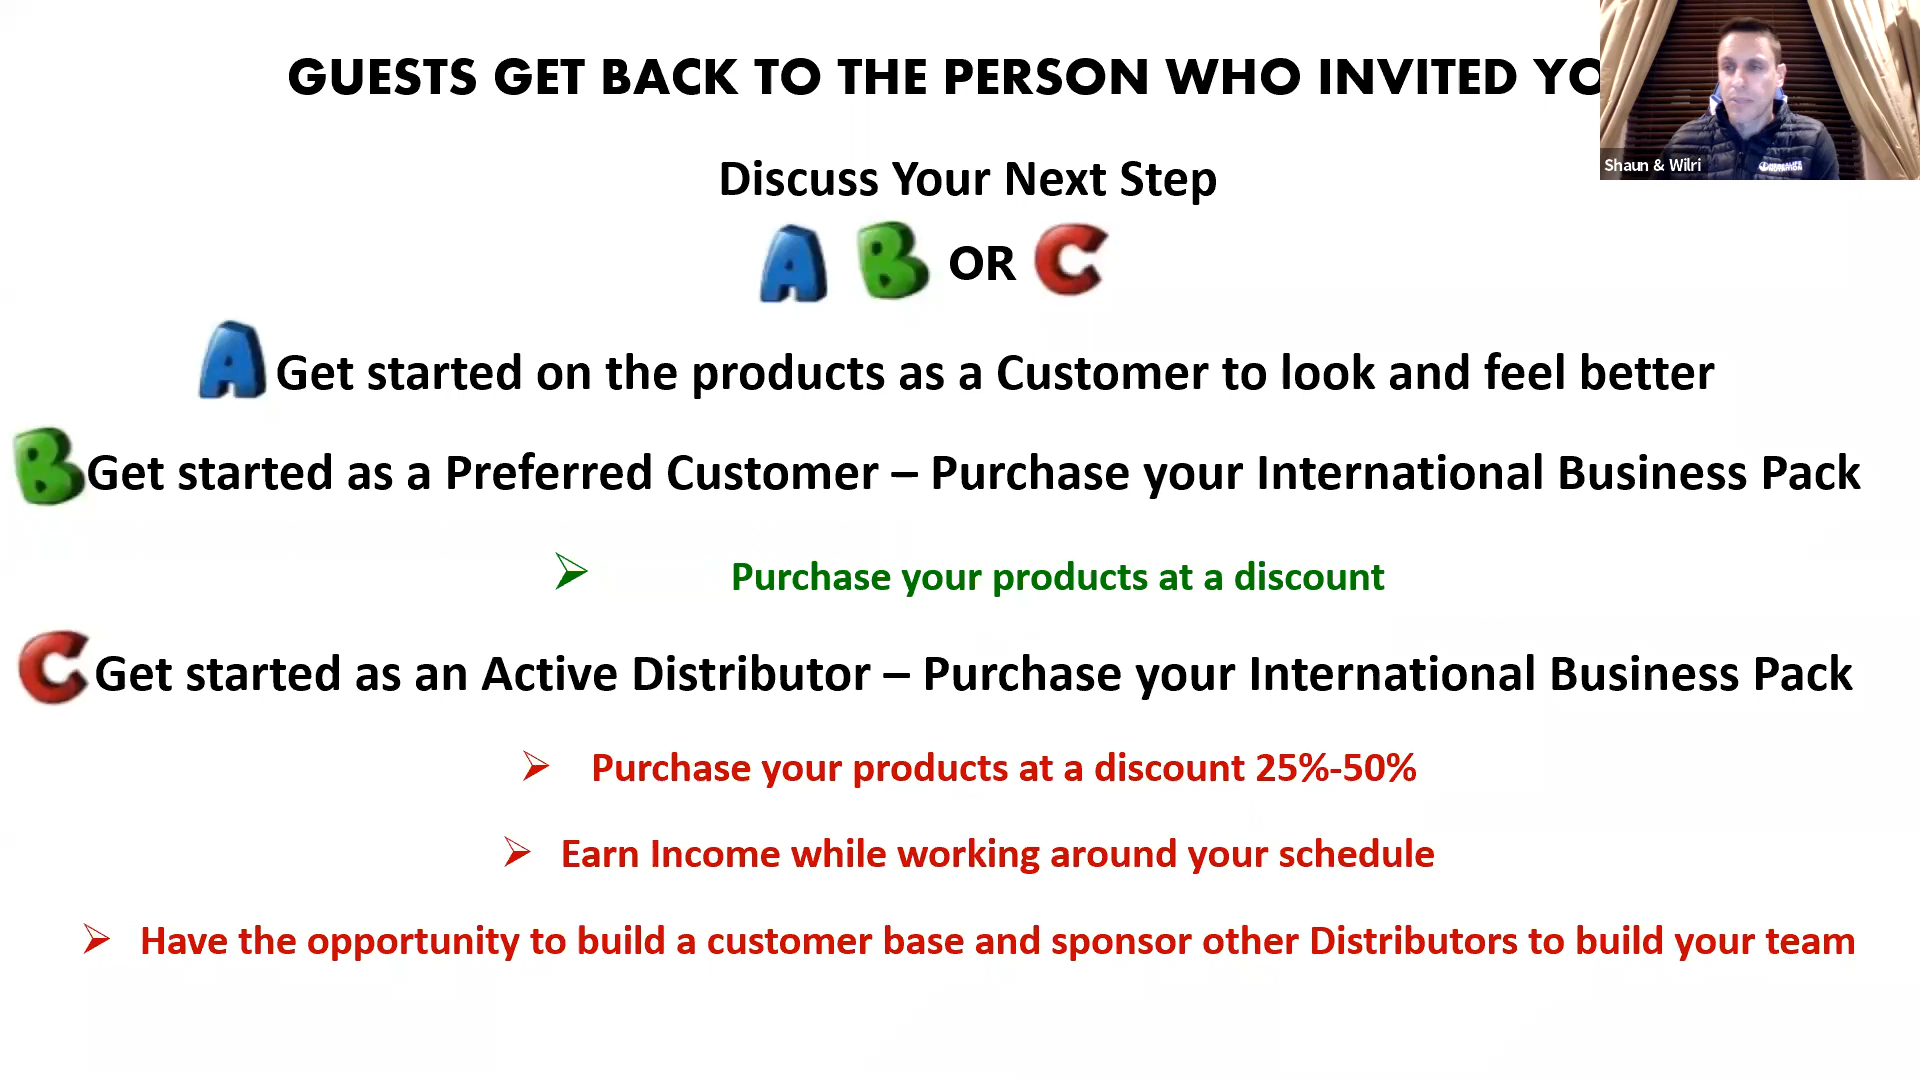 GUESTS GET BACK TO THE PERSON WHO INVITED YO
Shaun & Wilri
Discuss Your Next Step
A B OR C
A Get started on the products as a Customer to look and feel better
B Get started as a Preferred Customer – Purchase your International Business Pack
➢ Purchase your products at a discount
C Get started as an Active Distributor – Purchase your International Business Pack
➢ Purchase your products at a discount 25%-50%
➢ Earn Income while working around your schedule
➢ Have the opportunity to build a customer base and sponsor other Distributors to build your team